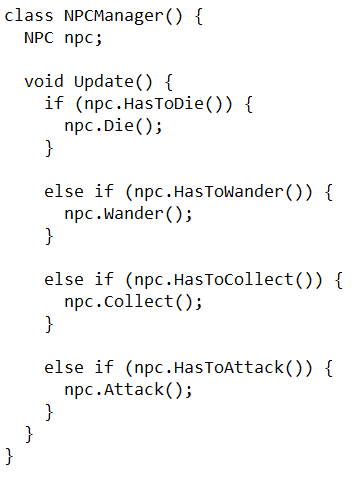 class NPCManager() {
  NPC npc;

  void Update() {
    if (npc.HasToDie()) {
      npc.Die();
    }

    else if (npc.HasToWander()) {
      npc.Wander();
    }

    else if (npc.HasToCollect()) {
      npc.Collect();
    }

    else if (npc.HasToAttack()) {
      npc.Attack();
    }
  }
}